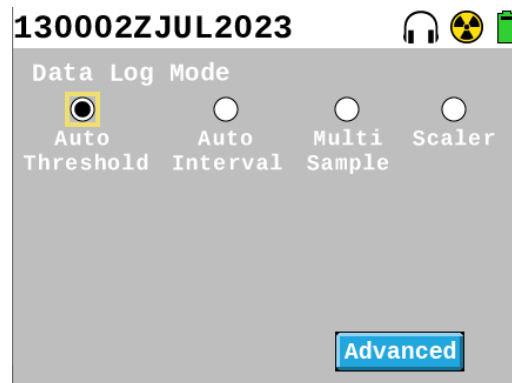 130002ZJUL2023
Data Log Mode
Auto Auto Multi Scaler
Threshold Interval Sample
Advanced